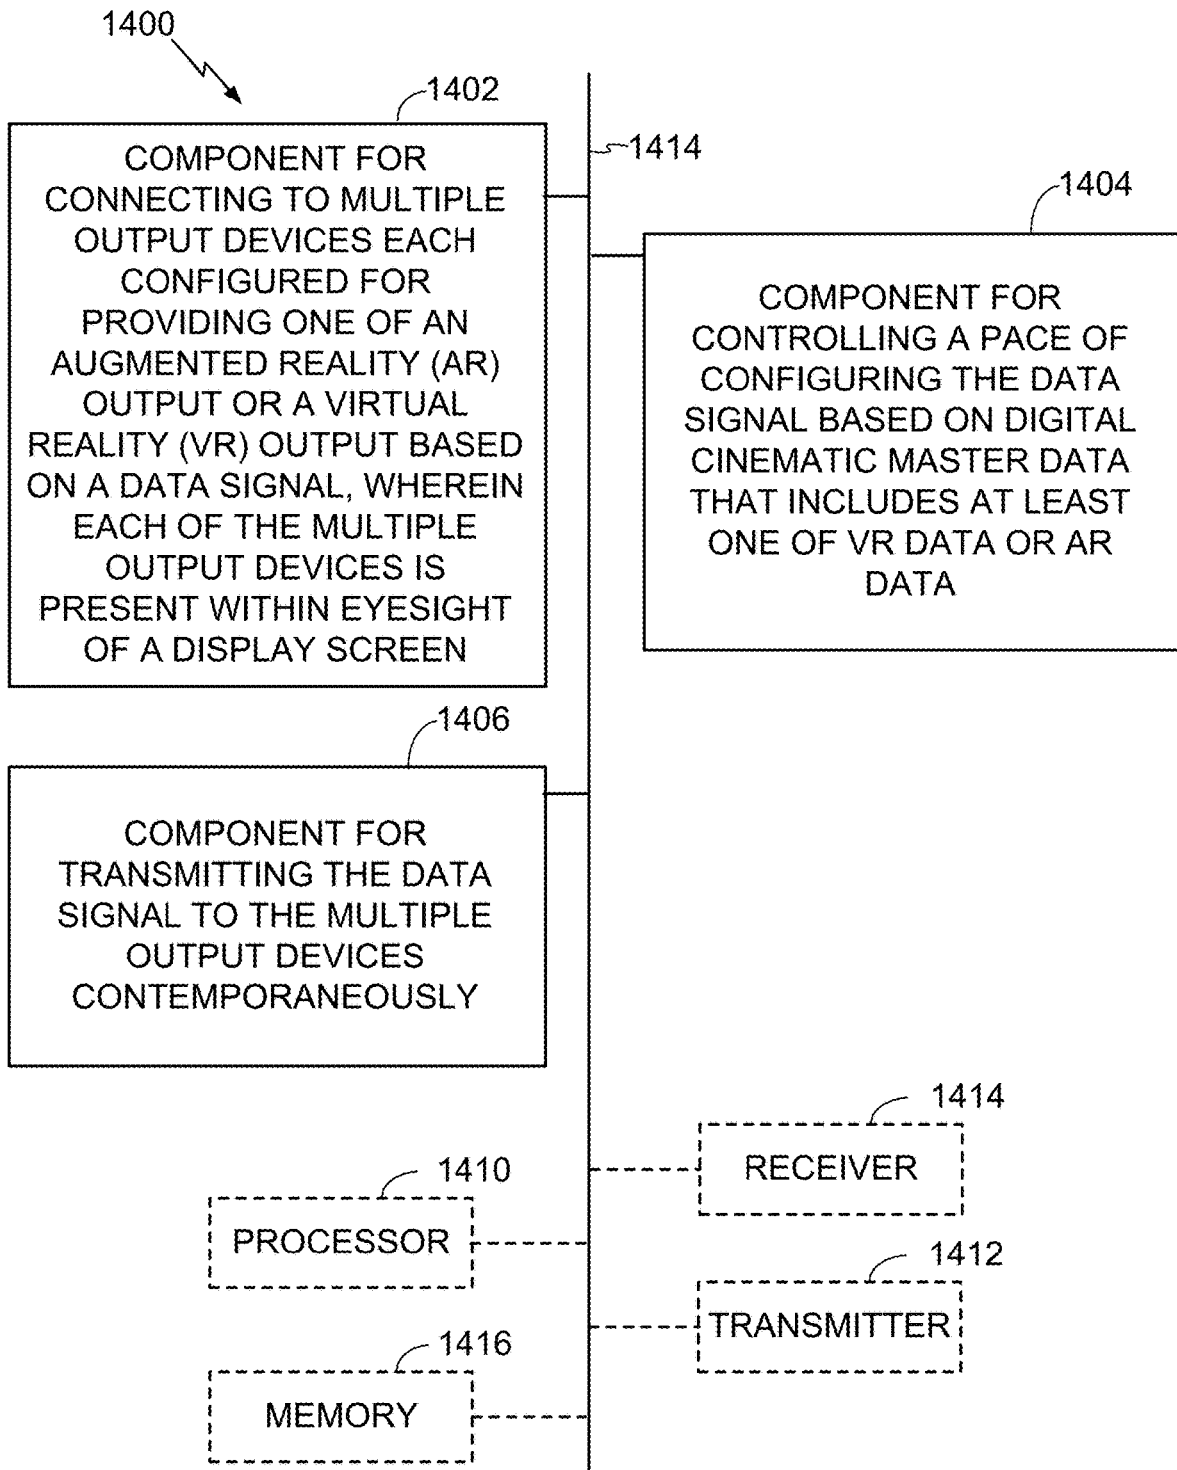 1400
1402
COMPONENT FOR
CONNECTING TO MULTIPLE
OUTPUT DEVICES EACH
CONFIGURED FOR
PROVIDING ONE OF AN
AUGMENTED REALITY (AR)
OUTPUT OR A VIRTUAL
REALITY (VR) OUTPUT BASED
ON A DATA SIGNAL, WHEREIN
EACH OF THE MULTIPLE
OUTPUT DEVICES IS
PRESENT WITHIN EYESIGHT
OF A DISPLAY SCREEN
1414
1404
COMPONENT FOR
CONTROLLING A PACE OF
CONFIGURING THE DATA
SIGNAL BASED ON DIGITAL
CINEMATIC MASTER DATA
THAT INCLUDES AT LEAST
ONE OF VR DATA OR AR
DATA
1406
COMPONENT FOR
TRANSMITTING THE DATA
SIGNAL TO THE MULTIPLE
OUTPUT DEVICES
CONTEMPORANEOUSLY
1414
RECEIVER
1410
PROCESSOR
1412
TRANSMITTER
1416
MEMORY